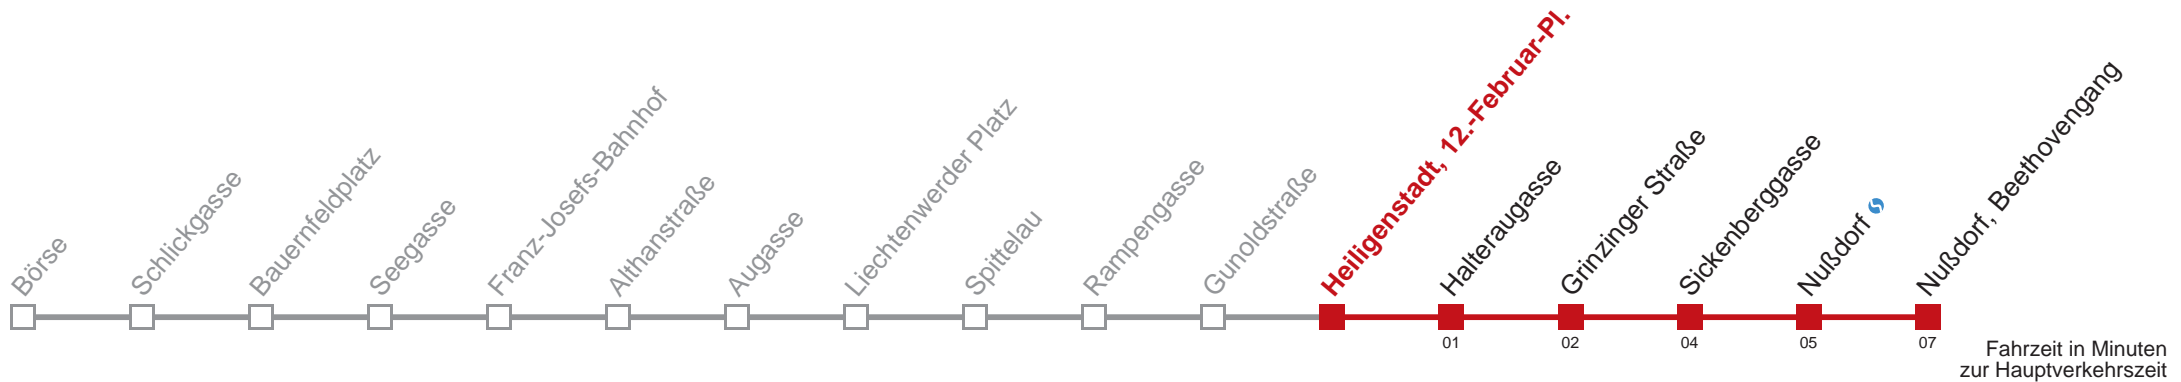 Börse
Schlickgasse
Bauernfeldplatz
Seegasse
Franz-Josefs-Bahnhof
Althanstraße
Augasse
Liechtenwerder Platz
Spittelau
Rampengasse
Gunoldstraße
Heiligenstadt, 12.-Februar-Pl.
Halteraugasse
Grinzinger Straße
Sickenberggasse
Nußdorf
Nußdorf, Beethovengang
01
02
04
05
07
Fahrzeit in Minuten
zur Hauptverkehrszeit